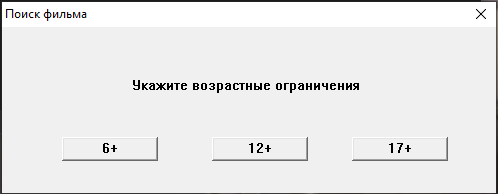 Поиск фильма
Укажите возрастные ограничения
6+ 12+ 17+